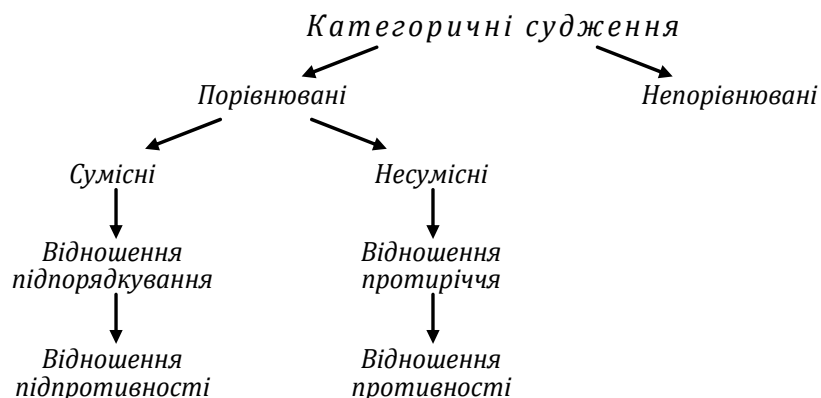 Категоричні судження
Порівнювані
Непорівнювані
Сумісні
Несумісні
Відношення
підпорядкування
Відношення
протиріччя
Відношення
підпротивності
Відношення
противності